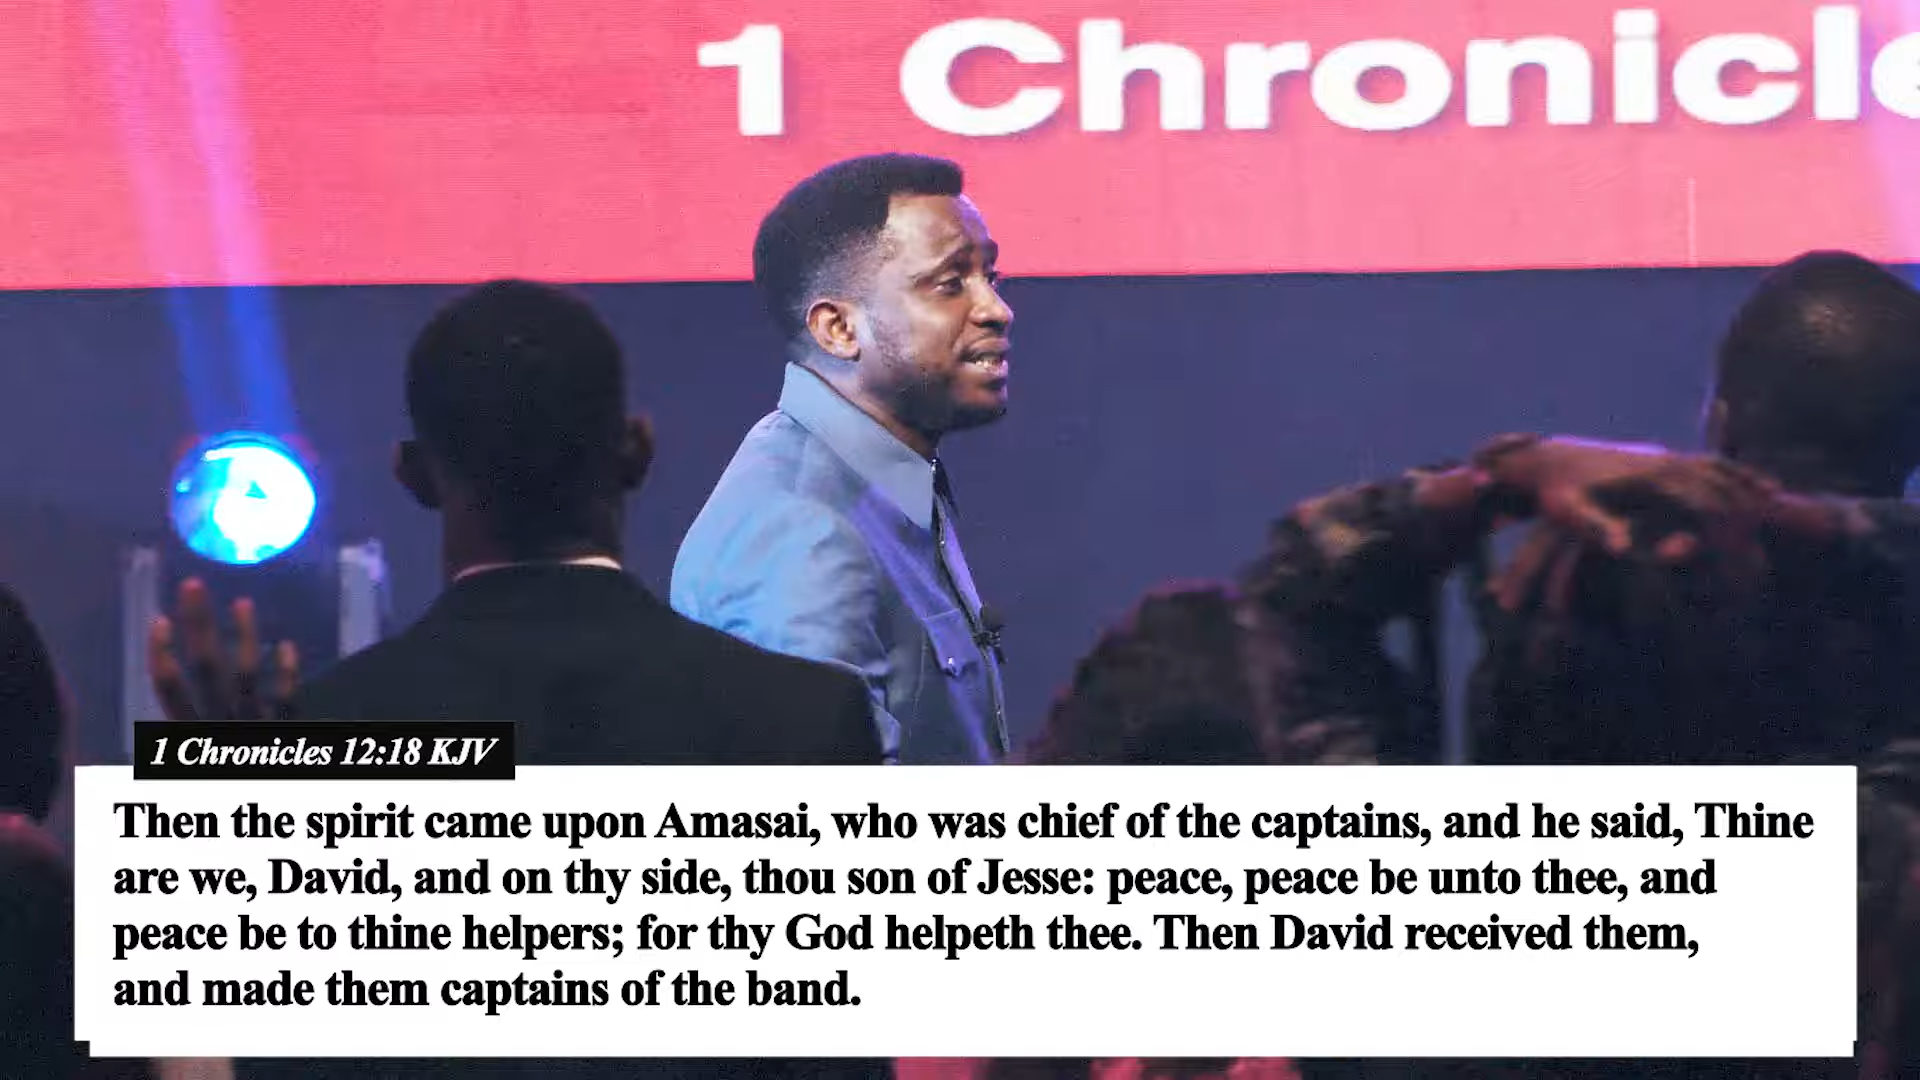 1 Chronicle
1 Chronicles 12:18 KJV
Then the spirit came upon Amasai, who was chief of the captains, and he said, Thine
are we, David, and on thy side, thou son of Jesse: peace, peace be unto thee, and
peace be to thine helpers; for thy God helpeth thee. Then David received them,
and made them captains of the band.